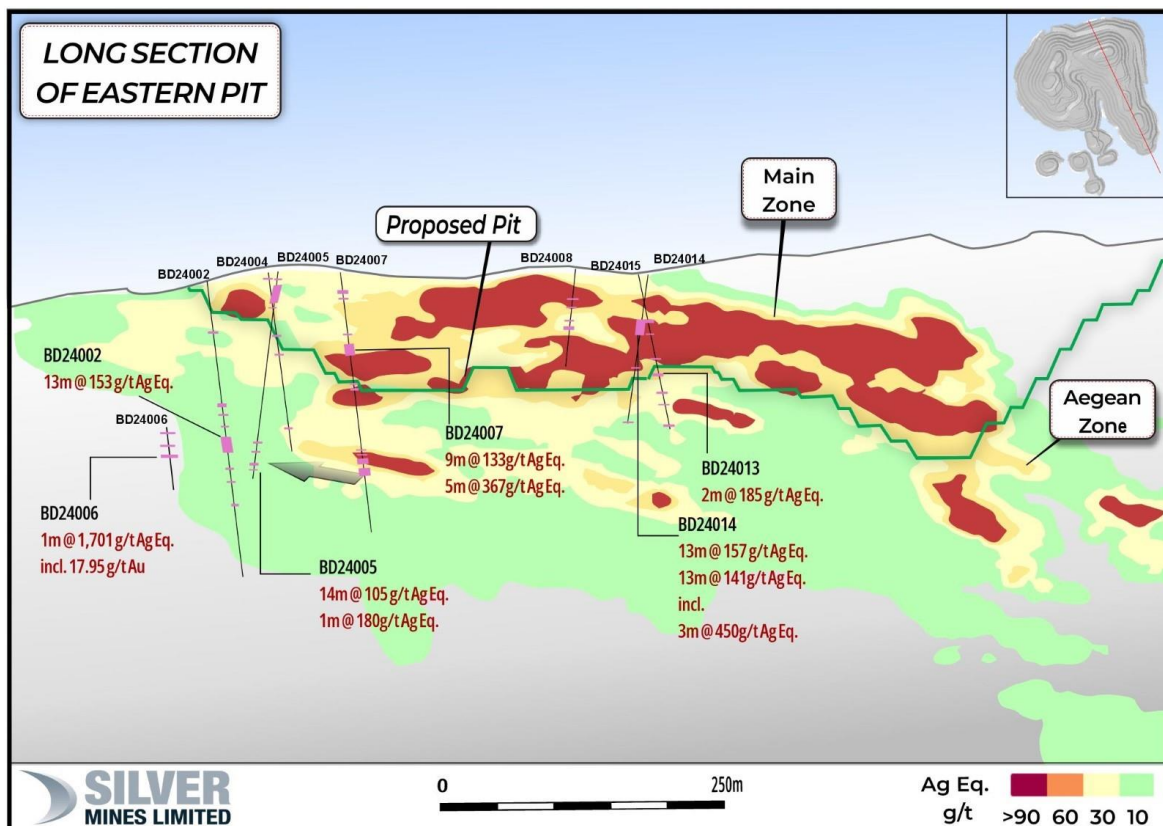 LONG SECTION
OF EASTERN PIT
Main
Zone
Proposed Pit
BD24002
BD24004
BD24005
BD24007
BD24008
BD24015
BD24014
BD24002
13m @ 153 g/t Ag Eq.
BD24006
BD24006
1m @ 1,701 g/t Ag Eq.
incl. 17.95 g/t Au
BD24005
14m @ 105 g/t Ag Eq.
1m @ 180g/t Ag Eq.
BD24007
9m @ 133g/t Ag Eq.
5m @ 367g/t Ag Eq.
BD24013
2m @ 185 g/t Ag Eq.
BD24014
13m @ 157g/t Ag Eq.
13m @ 141g/t Ag Eq.
incl.
3m @ 450g/t Ag Eq.
Aegean
Zone
SILVER
MINES LIMITED
0 250m
Ag Eq.
g/t
>90 60 30 10